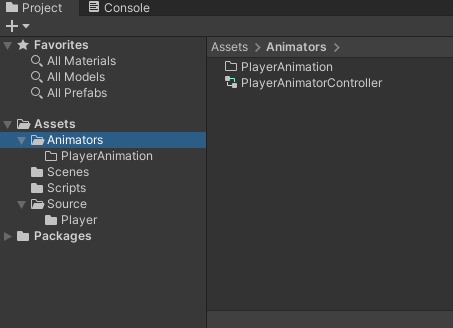 Project
Console
Favorites
All Materials
All Models
All Prefabs
Assets
Animators
PlayerAnimation
Scenes
Scripts
Source
Player
Packages
Assets > Animators >
PlayerAnimation
PlayerAnimatorController